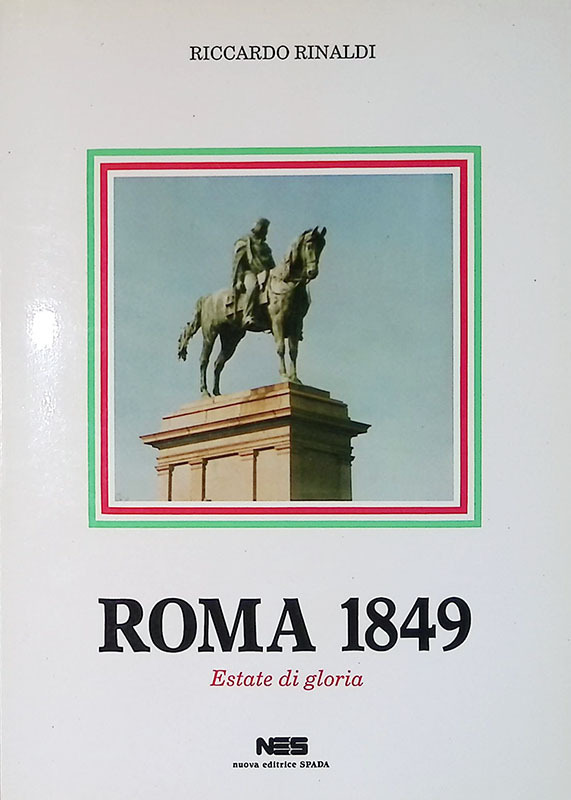 RICCARDO RINALDI
ROMA 1849
Estate di gloria
NES
nuova editrice SPADA